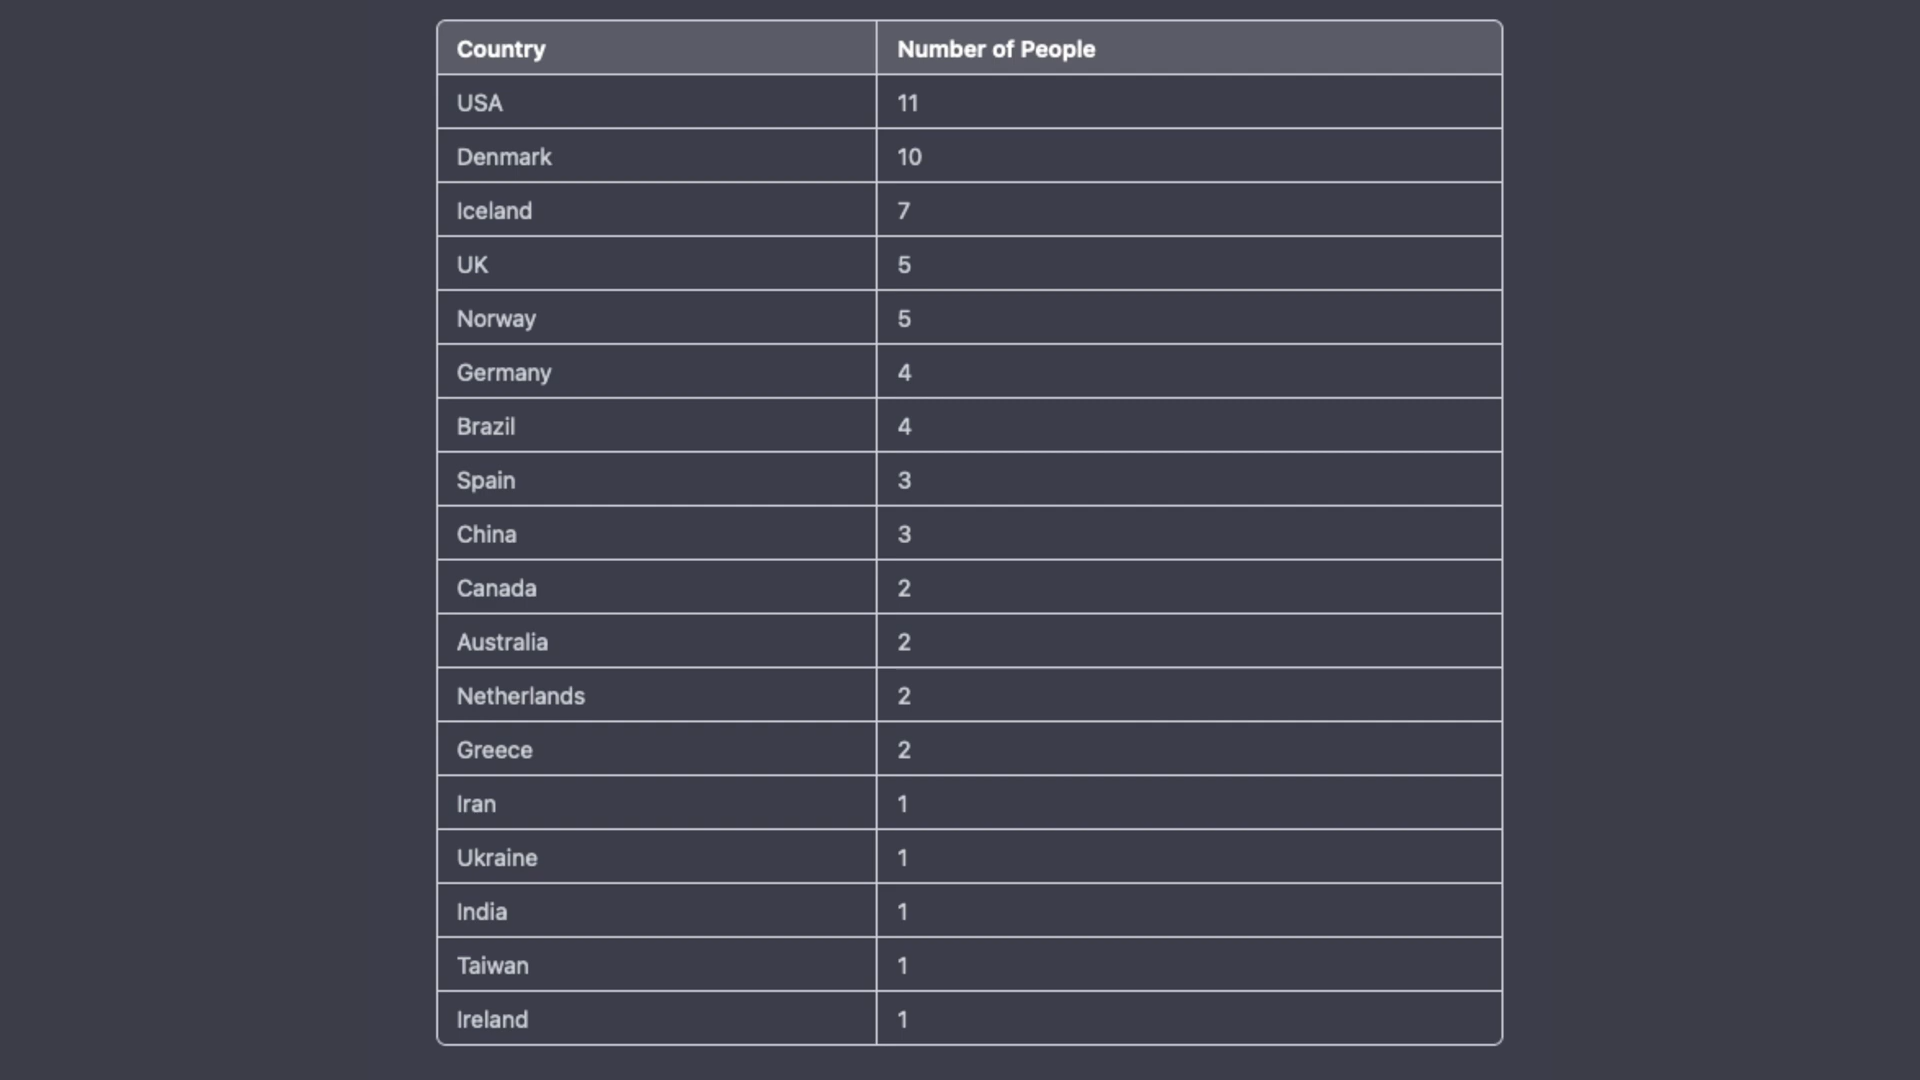 Country Number of People
USA 11
Denmark 10
Iceland 7
UK 5
Norway 5
Germany 4
Brazil 4
Spain 3
China 3
Canada 2
Australia 2
Netherlands 2
Greece 2
Iran 1
Ukraine 1
India 1
Taiwan 1
Ireland 1